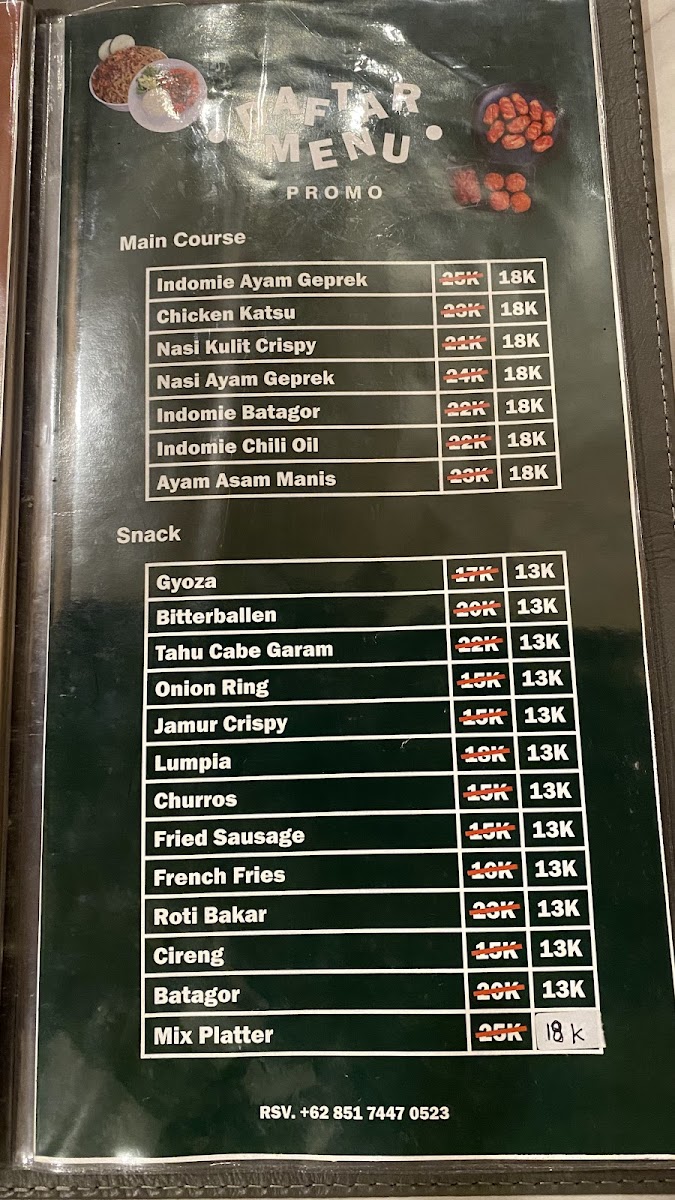 DAFTAR
MENU
PROMO
Main Course
Indomie Ayam Geprek 25K 18K
Chicken Katsu 23K 18K
Nasi Kulit Crispy 21K 18K
Nasi Ayam Geprek 24K 18K
Indomie Batagor 22K 18K
Indomie Chili Oil 22K 18K
Ayam Asam Manis 23K 18K
Snack
Gyoza 17K 13K
Bitterballen 20K 13K
Tahu Cabe Garam 22K 13K
Onion Ring 15K 13K
Jamur Crispy 15K 13K
Lumpia 13K
Churros 15K 13K
Fried Sausage 15K 13K
French Fries 13K
Roti Bakar 23K 13K
Cireng 15K 13K
Batagor 20K 13K
Mix Platter 25K 18 K
RSV. +62 851 7447 0523